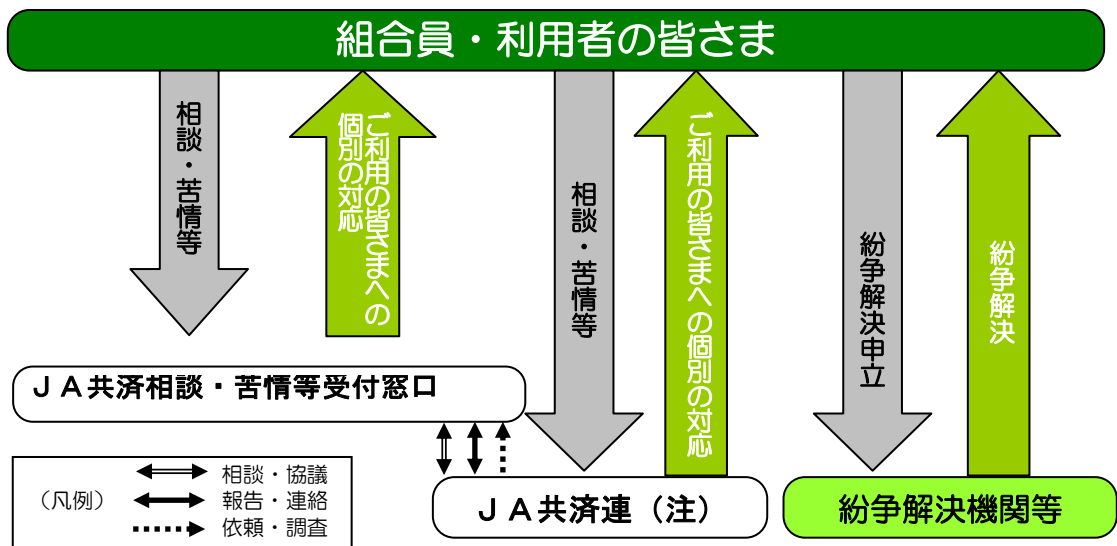 組合員・利用者の皆さま
相談・苦情等
ご利用の皆さまへの
個別の対応
相談・苦情等
ご利用の皆さまへの個別の対応
紛争解決申立
紛争解決
ＪＡ共済相談・苦情等受付窓口
（凡例）
相談・協議
報告・連絡
依頼・調査
ＪＡ共済連（注）
紛争解決機関等